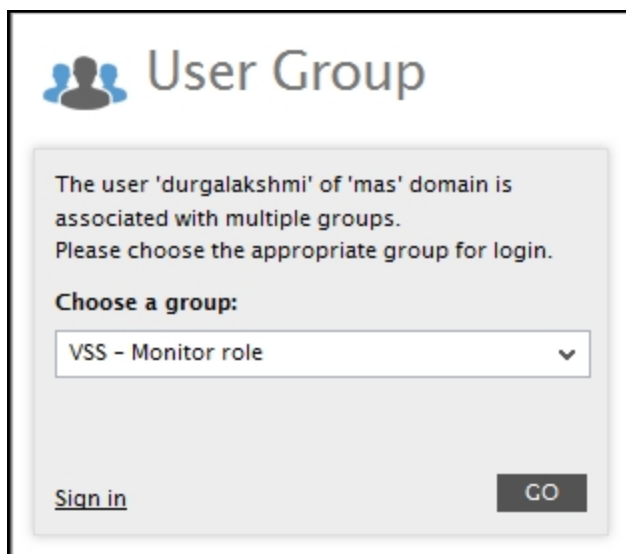 User Group
The user 'durgalakshmi' of 'mas' domain is
associated with multiple groups.
Please choose the appropriate group for login.
Choose a group:
VSS - Monitor role
Sign in
GO